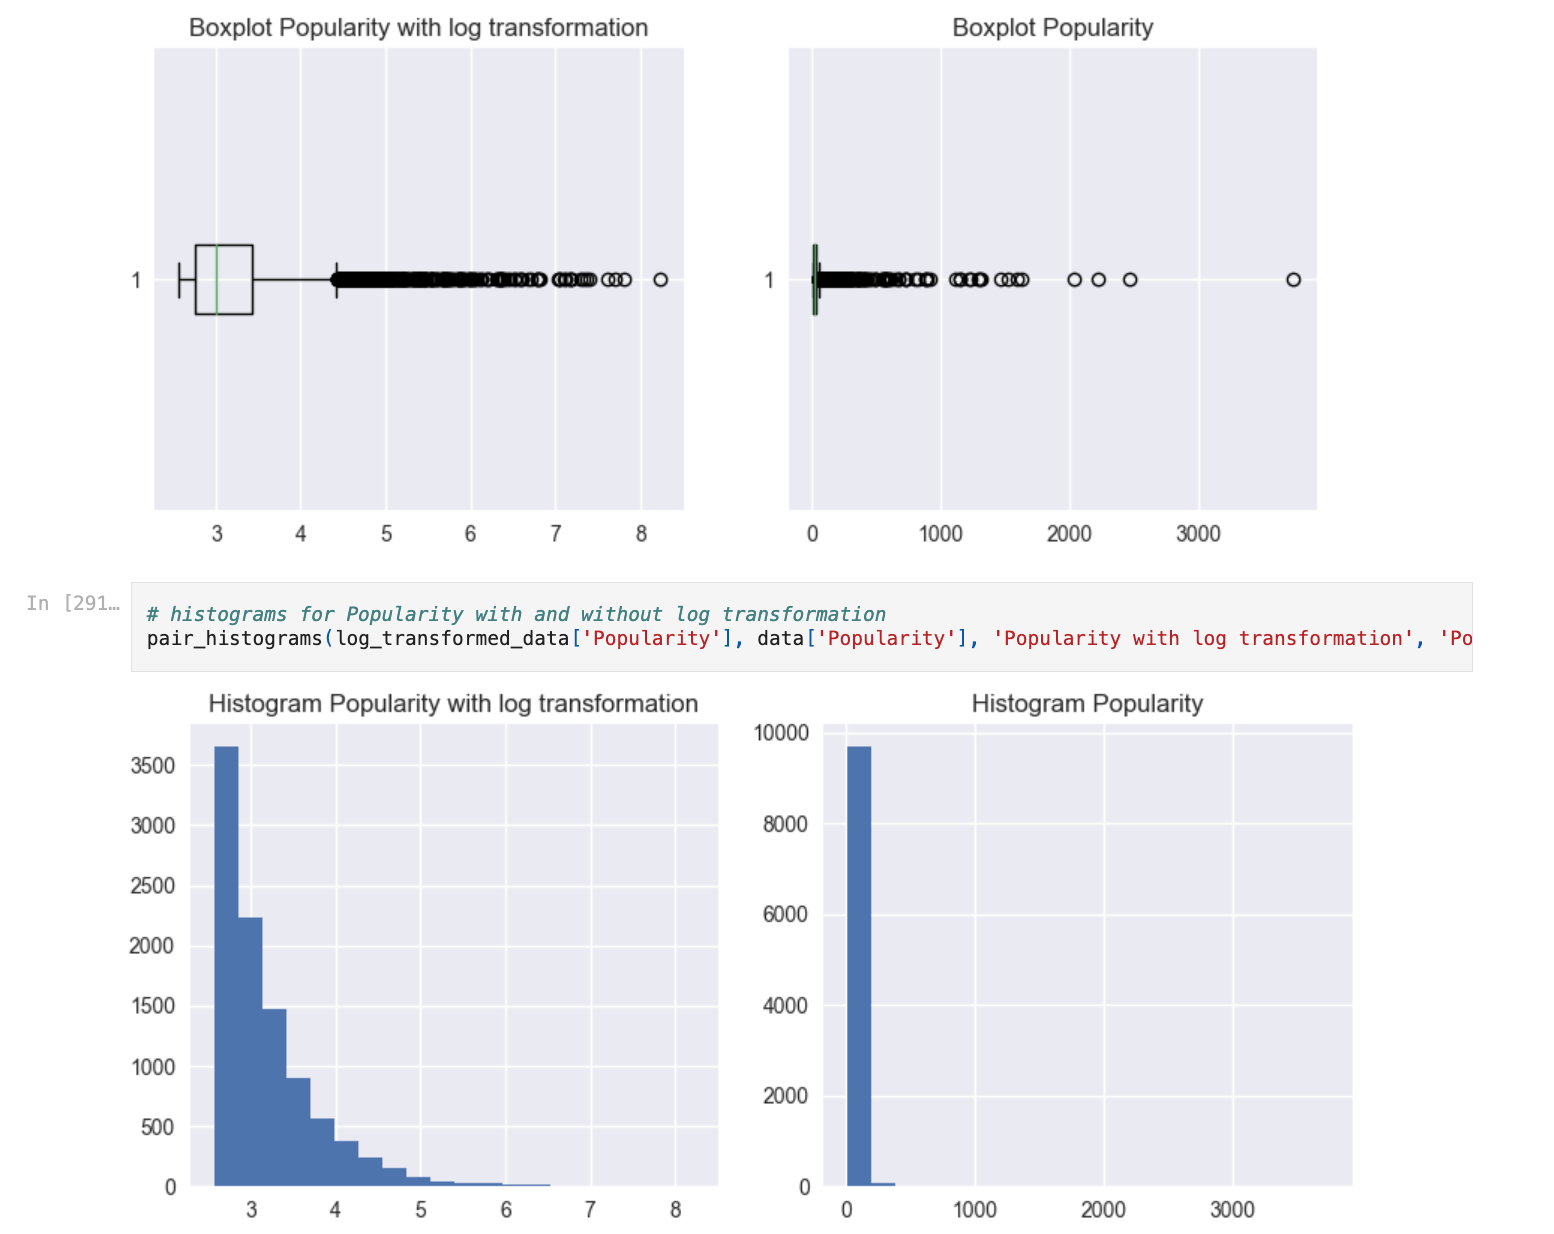 Boxplot Popularity with log transformation
1
3 4 5 6 7 8
Boxplot Popularity
1
0 1000 2000 3000
In [291…
# histograms for Popularity with and without log transformation
pair_histograms(log_transformed_data['Popularity'], data['Popularity'], 'Popularity with log transformation', 'Po
Histogram Popularity with log transformation
3500
3000
2500
2000
1500
1000
500
0
3 4 5 6 7 8
Histogram Popularity
10000
8000
6000
4000
2000
0
0 1000 2000 3000